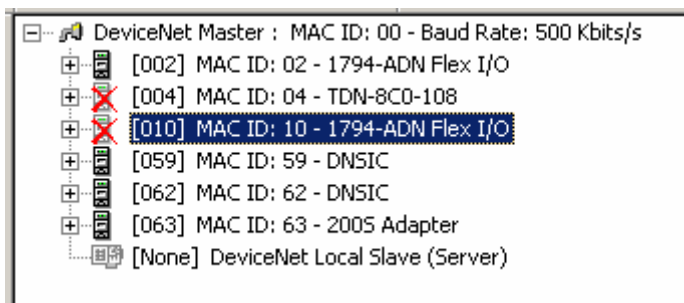 DeviceNet Master : MAC ID: 00 - Baud Rate: 500 Kbits/s
[002] MAC ID: 02 - 1794-ADN Flex I/O
[004] MAC ID: 04 - TDN-8C0-108
[010] MAC ID: 10 - 1794-ADN Flex I/O
[059] MAC ID: 59 - DNSIC
[062] MAC ID: 62 - DNSIC
[063] MAC ID: 63 - 2005 Adapter
[None] DeviceNet Local Slave (Server)